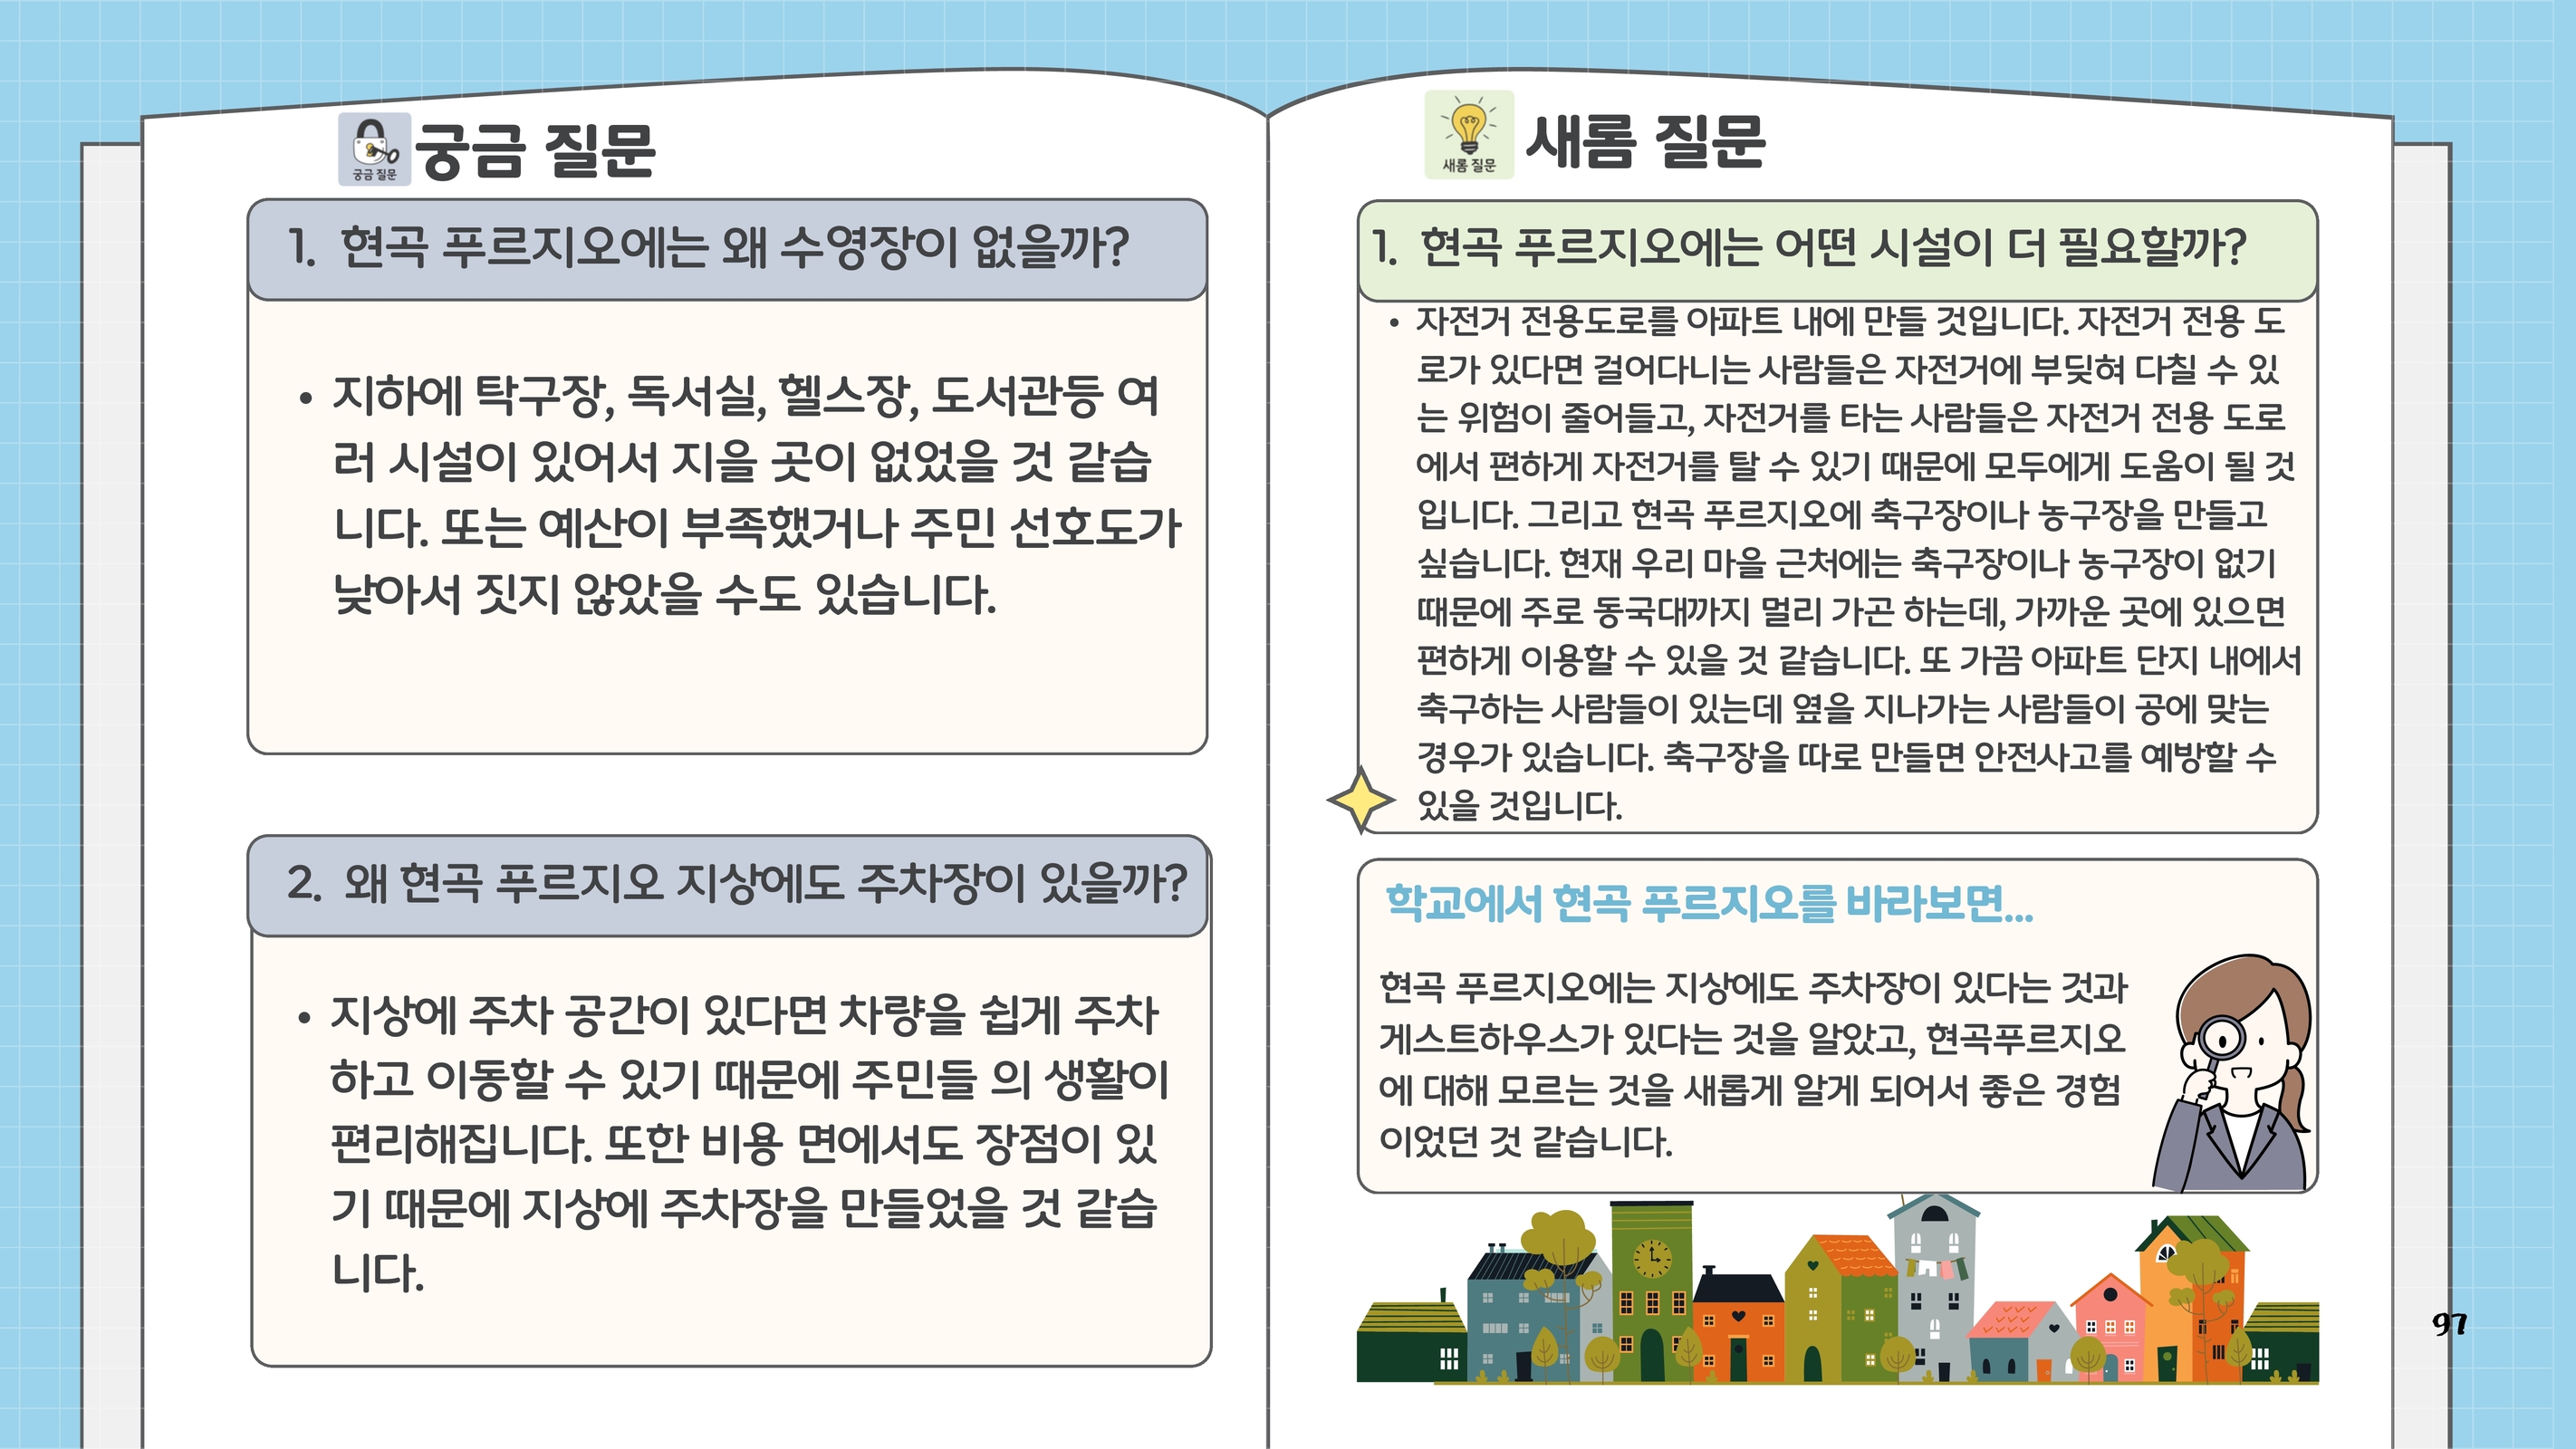 궁금 질문
궁금 질문
1. 현곡 푸르지오에는 왜 수영장이 없을까?
• 지하에 탁구장, 독서실, 헬스장, 도서관등 여
러 시설이 있어서 지을 곳이 없었을 것 같습
니다. 또는 예산이 부족했거나 주민 선호도가
낮아서 짓지 않았을 수도 있습니다.
2. 왜 현곡 푸르지오 지상에도 주차장이 있을까?
• 지상에 주차 공간이 있다면 차량을 쉽게 주차
하고 이동할 수 있기 때문에 주민들 의 생활이
편리해집니다. 또한 비용 면에서도 장점이 있
기 때문에 지상에 주차장을 만들었을 것 같습
니다.
새롬 질문
새롬 질문
1. 현곡 푸르지오에는 어떤 시설이 더 필요할까?
• 자전거 전용도로를 아파트 내에 만들 것입니다. 자전거 전용 도
로가 있다면 걸어다니는 사람들은 자전거에 부딪혀 다칠 수 있
는 위험이 줄어들고, 자전거를 타는 사람들은 자전거 전용 도로
에서 편하게 자전거를 탈 수 있기 때문에 모두에게 도움이 될 것
입니다. 그리고 현곡 푸르지오에 축구장이나 농구장을 만들고
싶습니다. 현재 우리 마을 근처에는 축구장이나 농구장이 없기
때문에 주로 동국대까지 멀리 가곤 하는데, 가까운 곳에 있으면
편하게 이용할 수 있을 것 같습니다. 또 가끔 아파트 단지 내에서
축구하는 사람들이 있는데 옆을 지나가는 사람들이 공에 맞는
경우가 있습니다. 축구장을 따로 만들면 안전사고를 예방할 수
있을 것입니다.
학교에서 현곡 푸르지오를 바라보면...
현곡 푸르지오에는 지상에도 주차장이 있다는 것과
게스트하우스가 있다는 것을 알았고, 현곡푸르지오
에 대해 모르는 것을 새롭게 알게 되어서 좋은 경험
이었던 것 같습니다.
97